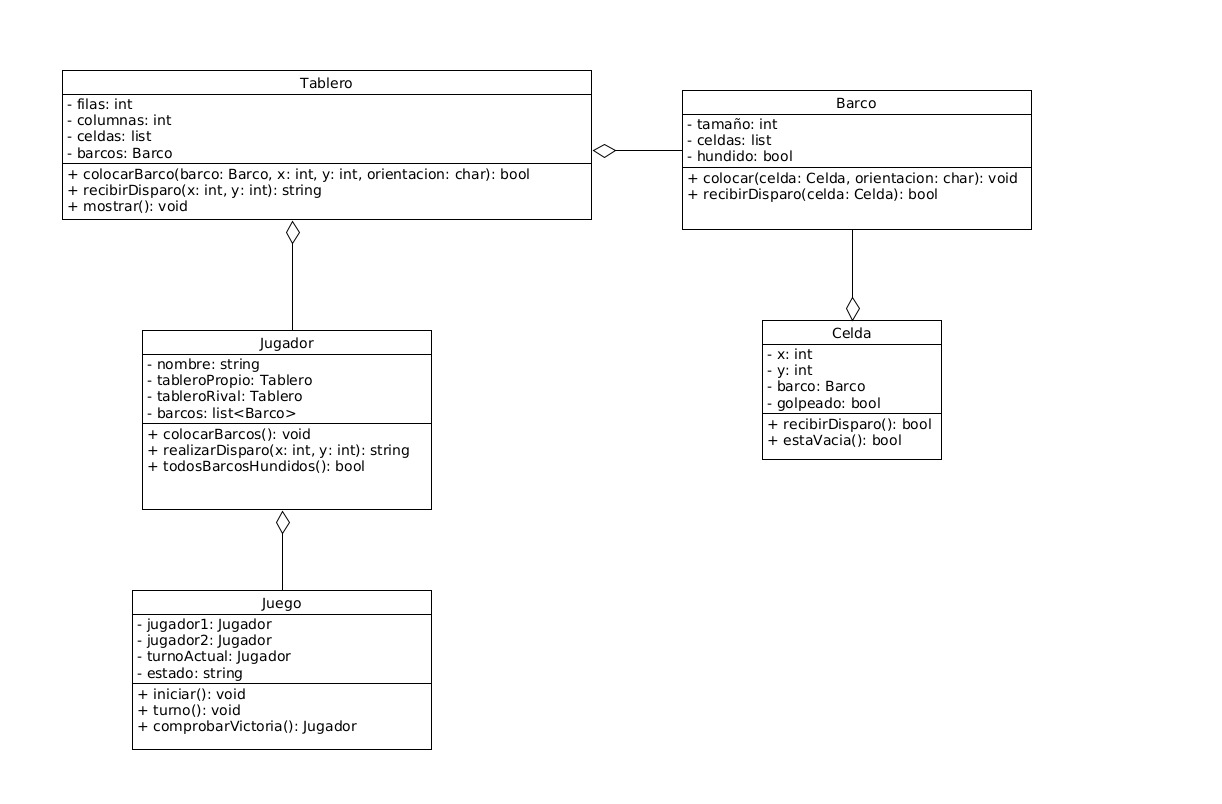 Tablero
- filas: int
- columnas: int
- celdas: list
- barcos: Barco
+ colocarBarco(barco: Barco, x: int, y: int, orientacion: char): bool
+ recibirDisparo(x: int, y: int): string
+ mostrar(): void
Barco
- tamaño: int
- celdas: list
- hundido: bool
+ colocar(celda: Celda, orientacion: char): void
+ recibirDisparo(celda: Celda): bool
Jugador
- nombre: string
- tableroPropio: Tablero
- tableroRival: Tablero
- barcos: list<Barco>
+ colocarBarcos(): void
+ realizarDisparo(x: int, y: int): string
+ todosBarcosHundidos(): bool
Celda
- x: int
- y: int
- barco: Barco
- golpeado: bool
+ recibirDisparo(): bool
+ estaVacia(): bool
Juego
- jugador1: Jugador
- jugador2: Jugador
- turnoActual: Jugador
- estado: string
+ iniciar(): void
+ turno(): void
+ comprobarVictoria(): Jugador